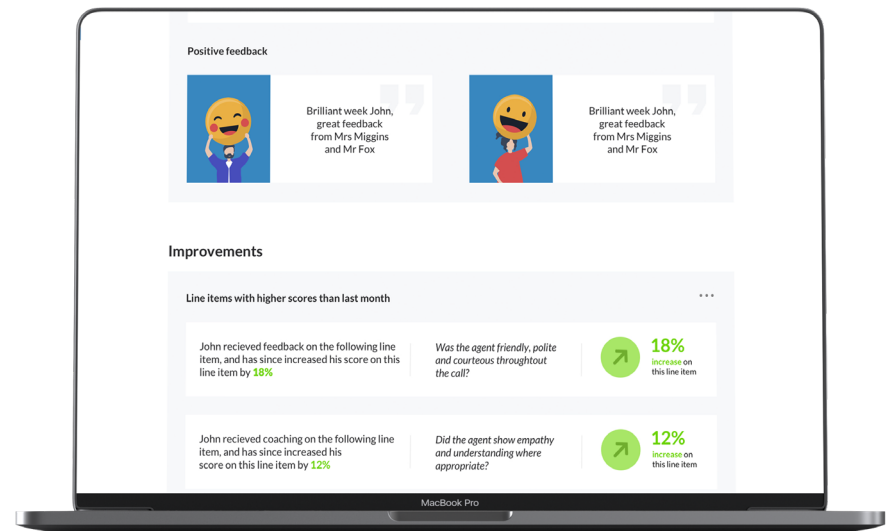 Positive feedback
Brilliant week John,
great feedback
from Mrs Miggins
and Mr Fox
Brilliant week John,
great feedback
from Mrs Miggins
and Mr Fox
Improvements
Line items with higher scores than last month
John recieved feedback on the following line
item, and has since increased his score on this
line item by 18%
Was the agent friendly, polite
and courteous throughtout
the call?
18%
increase on
this line item
John recieved coaching on the following line
item, and has since increased his
score on this line item by 12%
Did the agent show empathy
and understanding where
appropriate?
12%
increase on
this line item
MacBook Pro